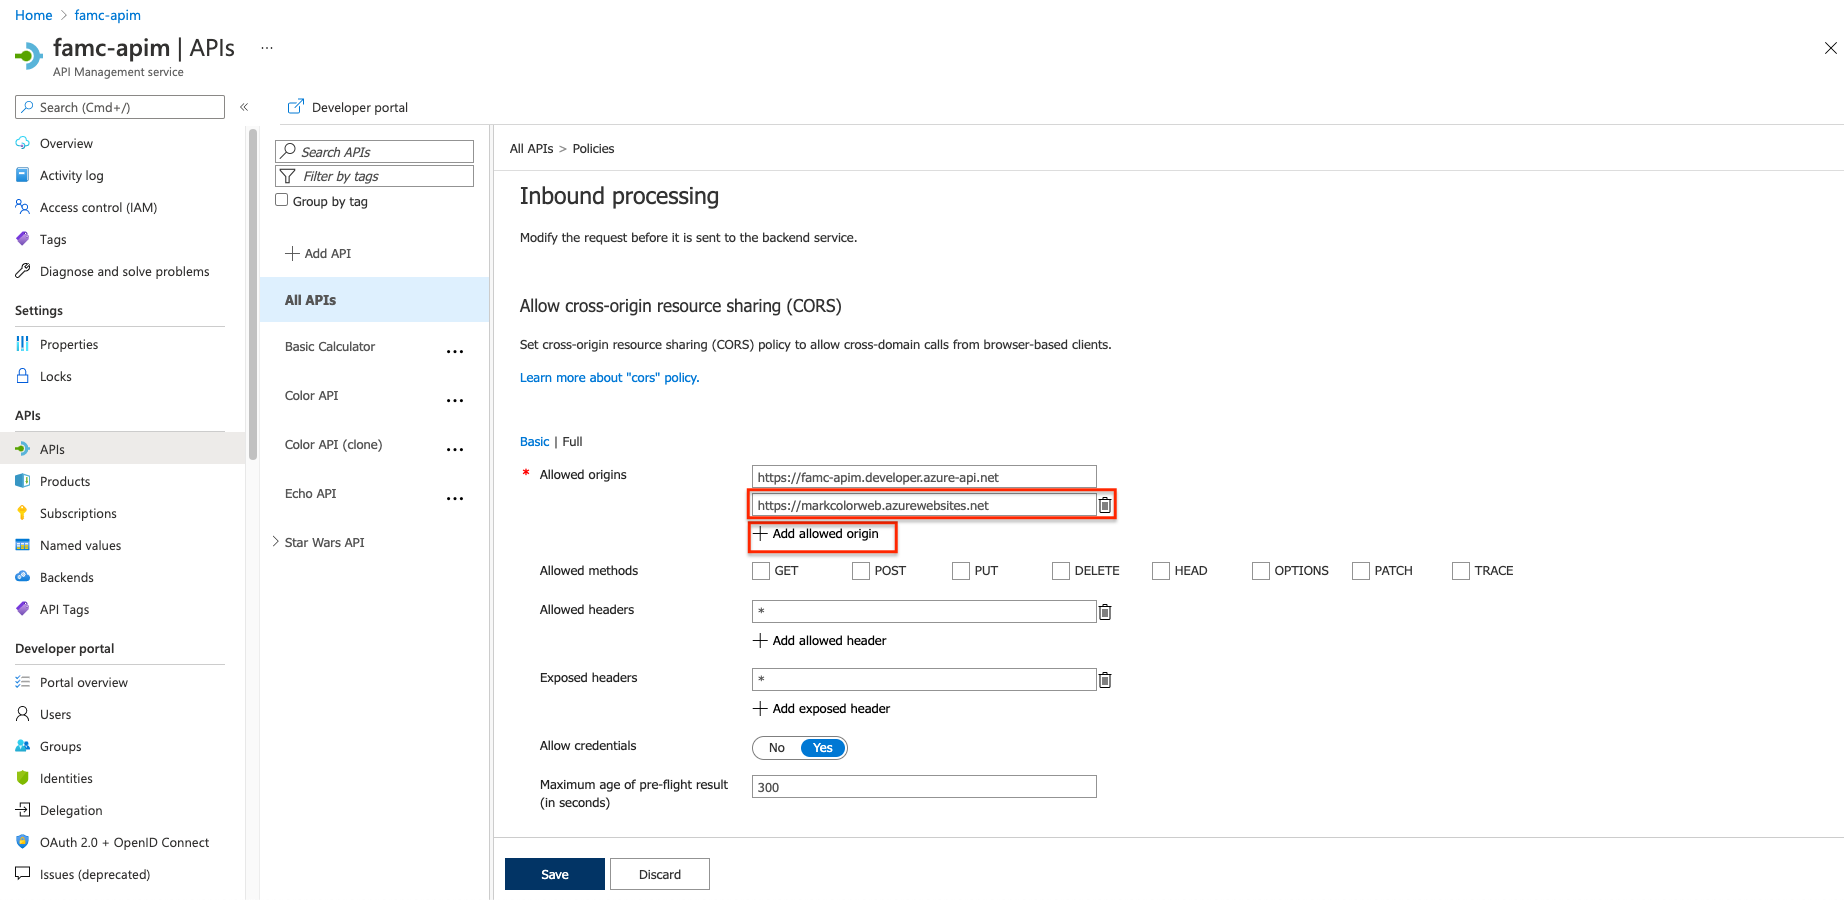 Home > famc-apim
famc-apim | APIs ...
API Management service
Search (Cmd+/) «
Overview
Activity log
Access control (IAM)
Tags
Diagnose and solve problems
Settings
Properties
Locks
APIs
APIs
Products
Subscriptions
Named values
Backends
API Tags
Developer portal
Portal overview
Users
Groups
Identities
Delegation
OAuth 2.0 + OpenID Connect
Issues (deprecated)
Developer portal
Search APIs
Filter by tags
Group by tag
+ Add API
All APIs
Basic Calculator ...
Color API ...
Color API (clone) ...
Echo API ...
> Star Wars API
All APIs > Policies
Inbound processing
Modify the request before it is sent to the backend service.
Allow cross-origin resource sharing (CORS)
Set cross-origin resource sharing (CORS) policy to allow cross-domain calls from browser-based clients.
Learn more about "cors" policy.
Basic | Full
* Allowed origins https://famc-apim.developer.azure-api.net
https://markcolorweb.azurewebsites.net
+ Add allowed origin
Allowed methods GET POST PUT DELETE HEAD OPTIONS PATCH TRACE
Allowed headers *
+ Add allowed header
Exposed headers *
+ Add exposed header
Allow credentials No Yes
Maximum age of pre-flight result 300
(in seconds)
Save Discard